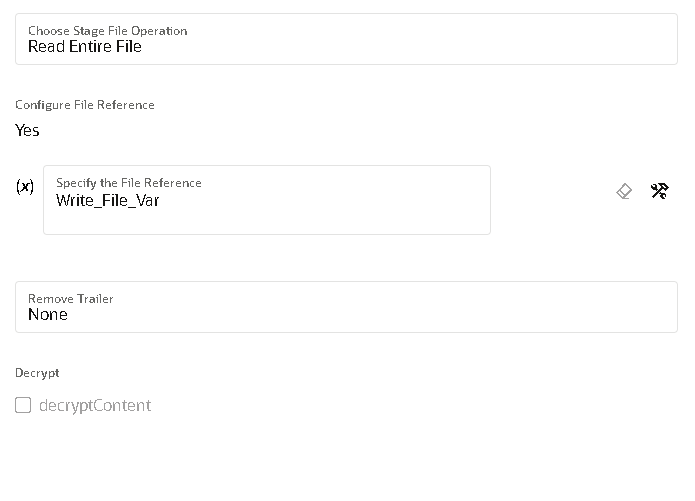 Choose Stage File Operation
Read Entire File
Configure File Reference
Yes
(x)
Specify the File Reference
Write_File_Var
Remove Trailer
None
Decrypt
decryptContent